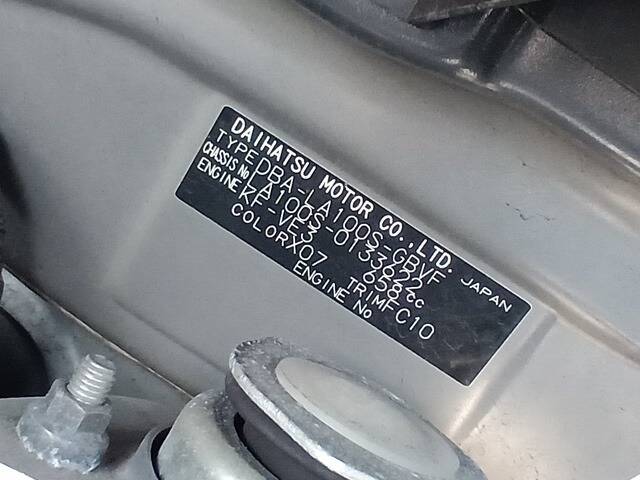 DAIHATSU MOTOR CO.,LTD. JAPAN
TYPE DBA-LA100S-GBVF
CHASSIS No LA100S-0133622
ENGINE KF-VE3 658cc
COLOR X07 TRIM FC10
ENGINE No